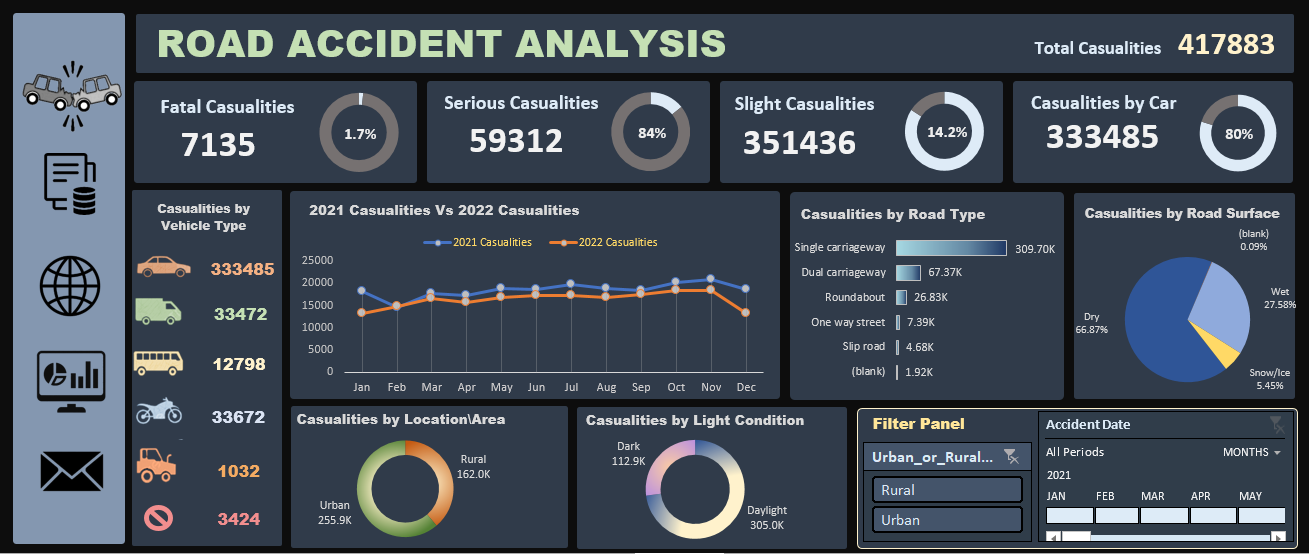 ROAD ACCIDENT ANALYSIS
Total Casualities 417883
Fatal Casualities
7135
1.7%
Serious Casualities
59312
84%
Slight Casualities
351436
14.2%
Casualities by Car
333485
80%
Casualities by
Vehicle Type
333485
33472
12798
33672
1032
3424
2021 Casualities Vs 2022 Casualities
2021 Casualities
2022 Casualities
25000
20000
15000
10000
5000
0
Jan Feb Mar Apr May Jun Jul Aug Sep Oct Nov Dec
Casualities by Road Type
Single carriageway 309.70K
Dual carriageway 67.37K
Roundabout 26.83K
One way street 7.39K
Slip road 4.68K
(blank) 1.92K
Casualities by Road Surface
(blank)
0.09%
Wet
27.58%
Dry
66.87%
Snow/Ice
5.45%
Casualities by Location\Area
Rural
162.0K
Urban
255.9K
Casualities by Light Condition
Dark
112.9K
Daylight
305.0K
Filter Panel
Urban_or_Rural...
Rural
Urban
Accident Date
All Periods MONTHS
2021
JAN FEB MAR APR MAY